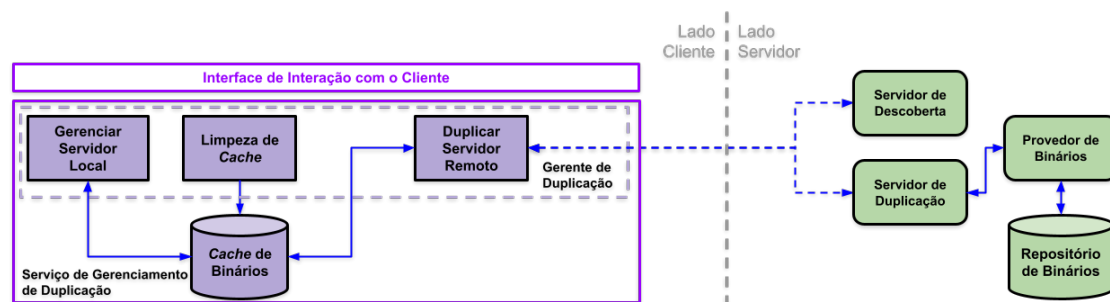 Lado
Cliente
Lado
Servidor
Interface de Interação com o Cliente
Gerenciar
Servidor
Local
Limpeza de
Cache
Duplicar
Servidor
Remoto
Gerente de
Duplicação
Cache de
Binários
Serviço de Gerenciamento
de Duplicação
Servidor de
Descoberta
Servidor de
Duplicação
Provedor de
Binários
Repositório
de Binários